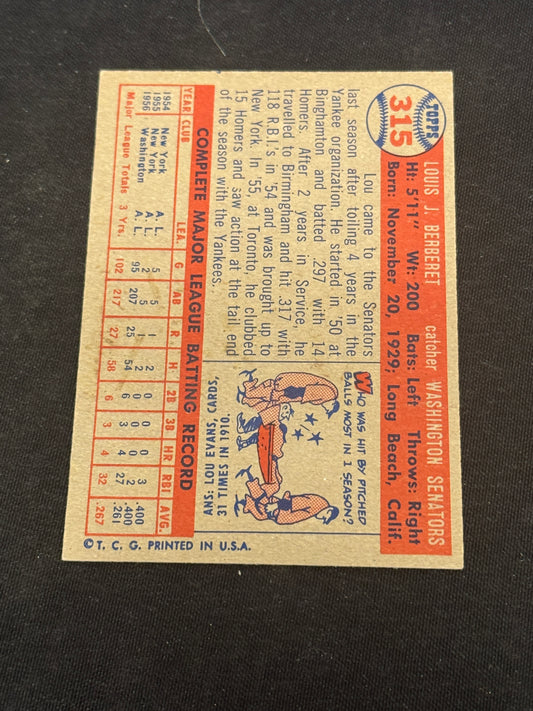 TOPPS
315
LOUIS J. BERBERET catcher WASHINGTON SENATORS
Ht: 5'11" Wt: 200 Bats: Left Throws: Right
Born: November 20, 1929; Long Beach, Calif.
Lou came to the Senators
last season after toiling 4 years in the
Yankee organization. He started in '50 at
Binghamton and batted .297 with 14
Homers. After 2 years in Service, he
travelled to Birmingham and hit .317 with
118 R.B.I.'s in '54 and was brought up to
New York. In '55, at Toronto, he clubbed
15 Homers and saw action at the tail end
of the season with the Yankees.
WHO WAS HIT BY PITCHED
BALLS MOST IN 1 SEASON?
ANS: LOU EVANS, CARDS,
31 TIMES IN 1910.
COMPLETE MAJOR LEAGUE BATTING RECORD
YEAR CLUB LEA. G AB R H 2B 3B HR RBI AVG.
1954 New York A. L. 5 5 1 2 0 0 0 3 .400
1955 New York A. L. 2 5 1 2 0 0 0 2 .400
1956 Washington A. L. 95 207 25 54 6 3 4 27 .261
Major League Totals 3 Yrs. 102 217 27 58 6 3 4 32 .267
© T. C. G. PRINTED IN U.S.A.